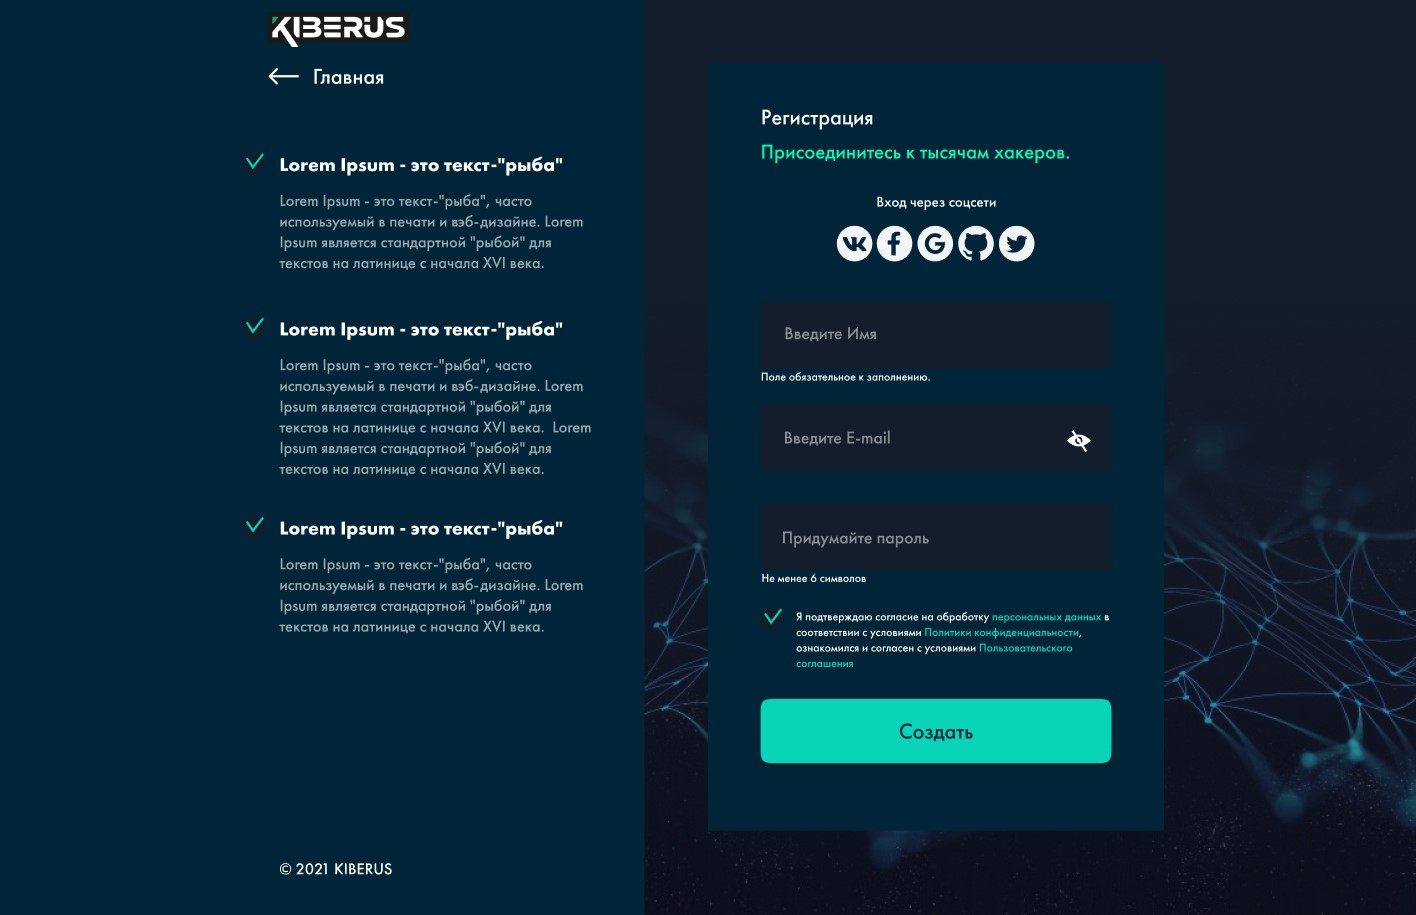 KIBERUS
Главная
Lorem Ipsum - это текст-"рыба"
Lorem Ipsum - это текст-"рыба", часто
используемый в печати и вэб-дизайне. Lorem
Ipsum является стандартной "рыбой" для
текстов на латинице с начала XVI века.
Lorem Ipsum - это текст-"рыба"
Lorem Ipsum - это текст-"рыба", часто
используемый в печати и вэб-дизайне. Lorem
Ipsum является стандартной "рыбой" для
текстов на латинице с начала XVI века.  Lorem
Ipsum является стандартной "рыбой" для
текстов на латинице с начала XVI века.
Lorem Ipsum - это текст-"рыба"
Lorem Ipsum - это текст-"рыба", часто
используемый в печати и вэб-дизайне. Lorem
Ipsum является стандартной "рыбой" для
текстов на латинице с начала XVI века.
© 2021 KIBERUS
Регистрация
Присоединитесь к тысячам хакеров.
Вход через соцсети
Введите Имя
Поле обязательное к заполнению.
Введите E-mail
Придумайте пароль
Не менее 6 символов
Я подтверждаю согласие на обработку персональных данных в
соответствии с условиями Политики конфиденциальности,
ознакомился и согласен с условиями Пользовательского
соглашения
Создать